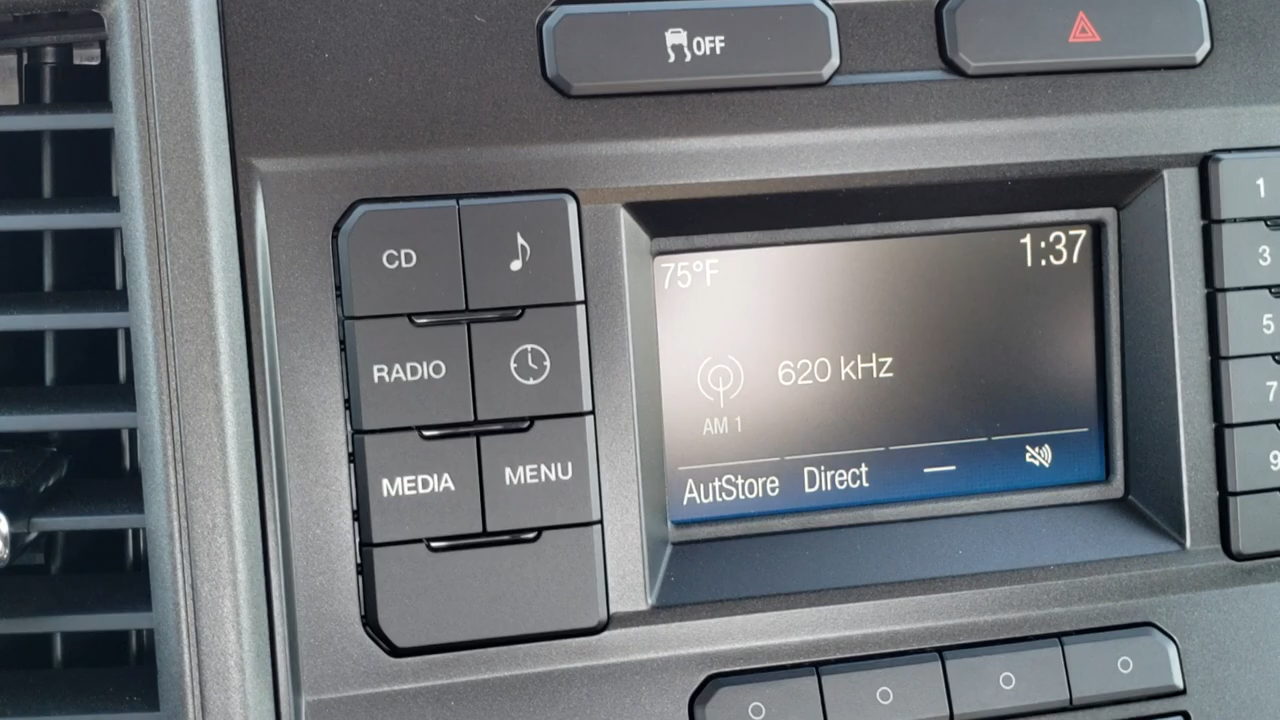 OFF
CD
RADIO
MEDIA
MENU
75°F
1:37
620 kHz
AM 1
AutStore
Direct
1
3
5
7
9